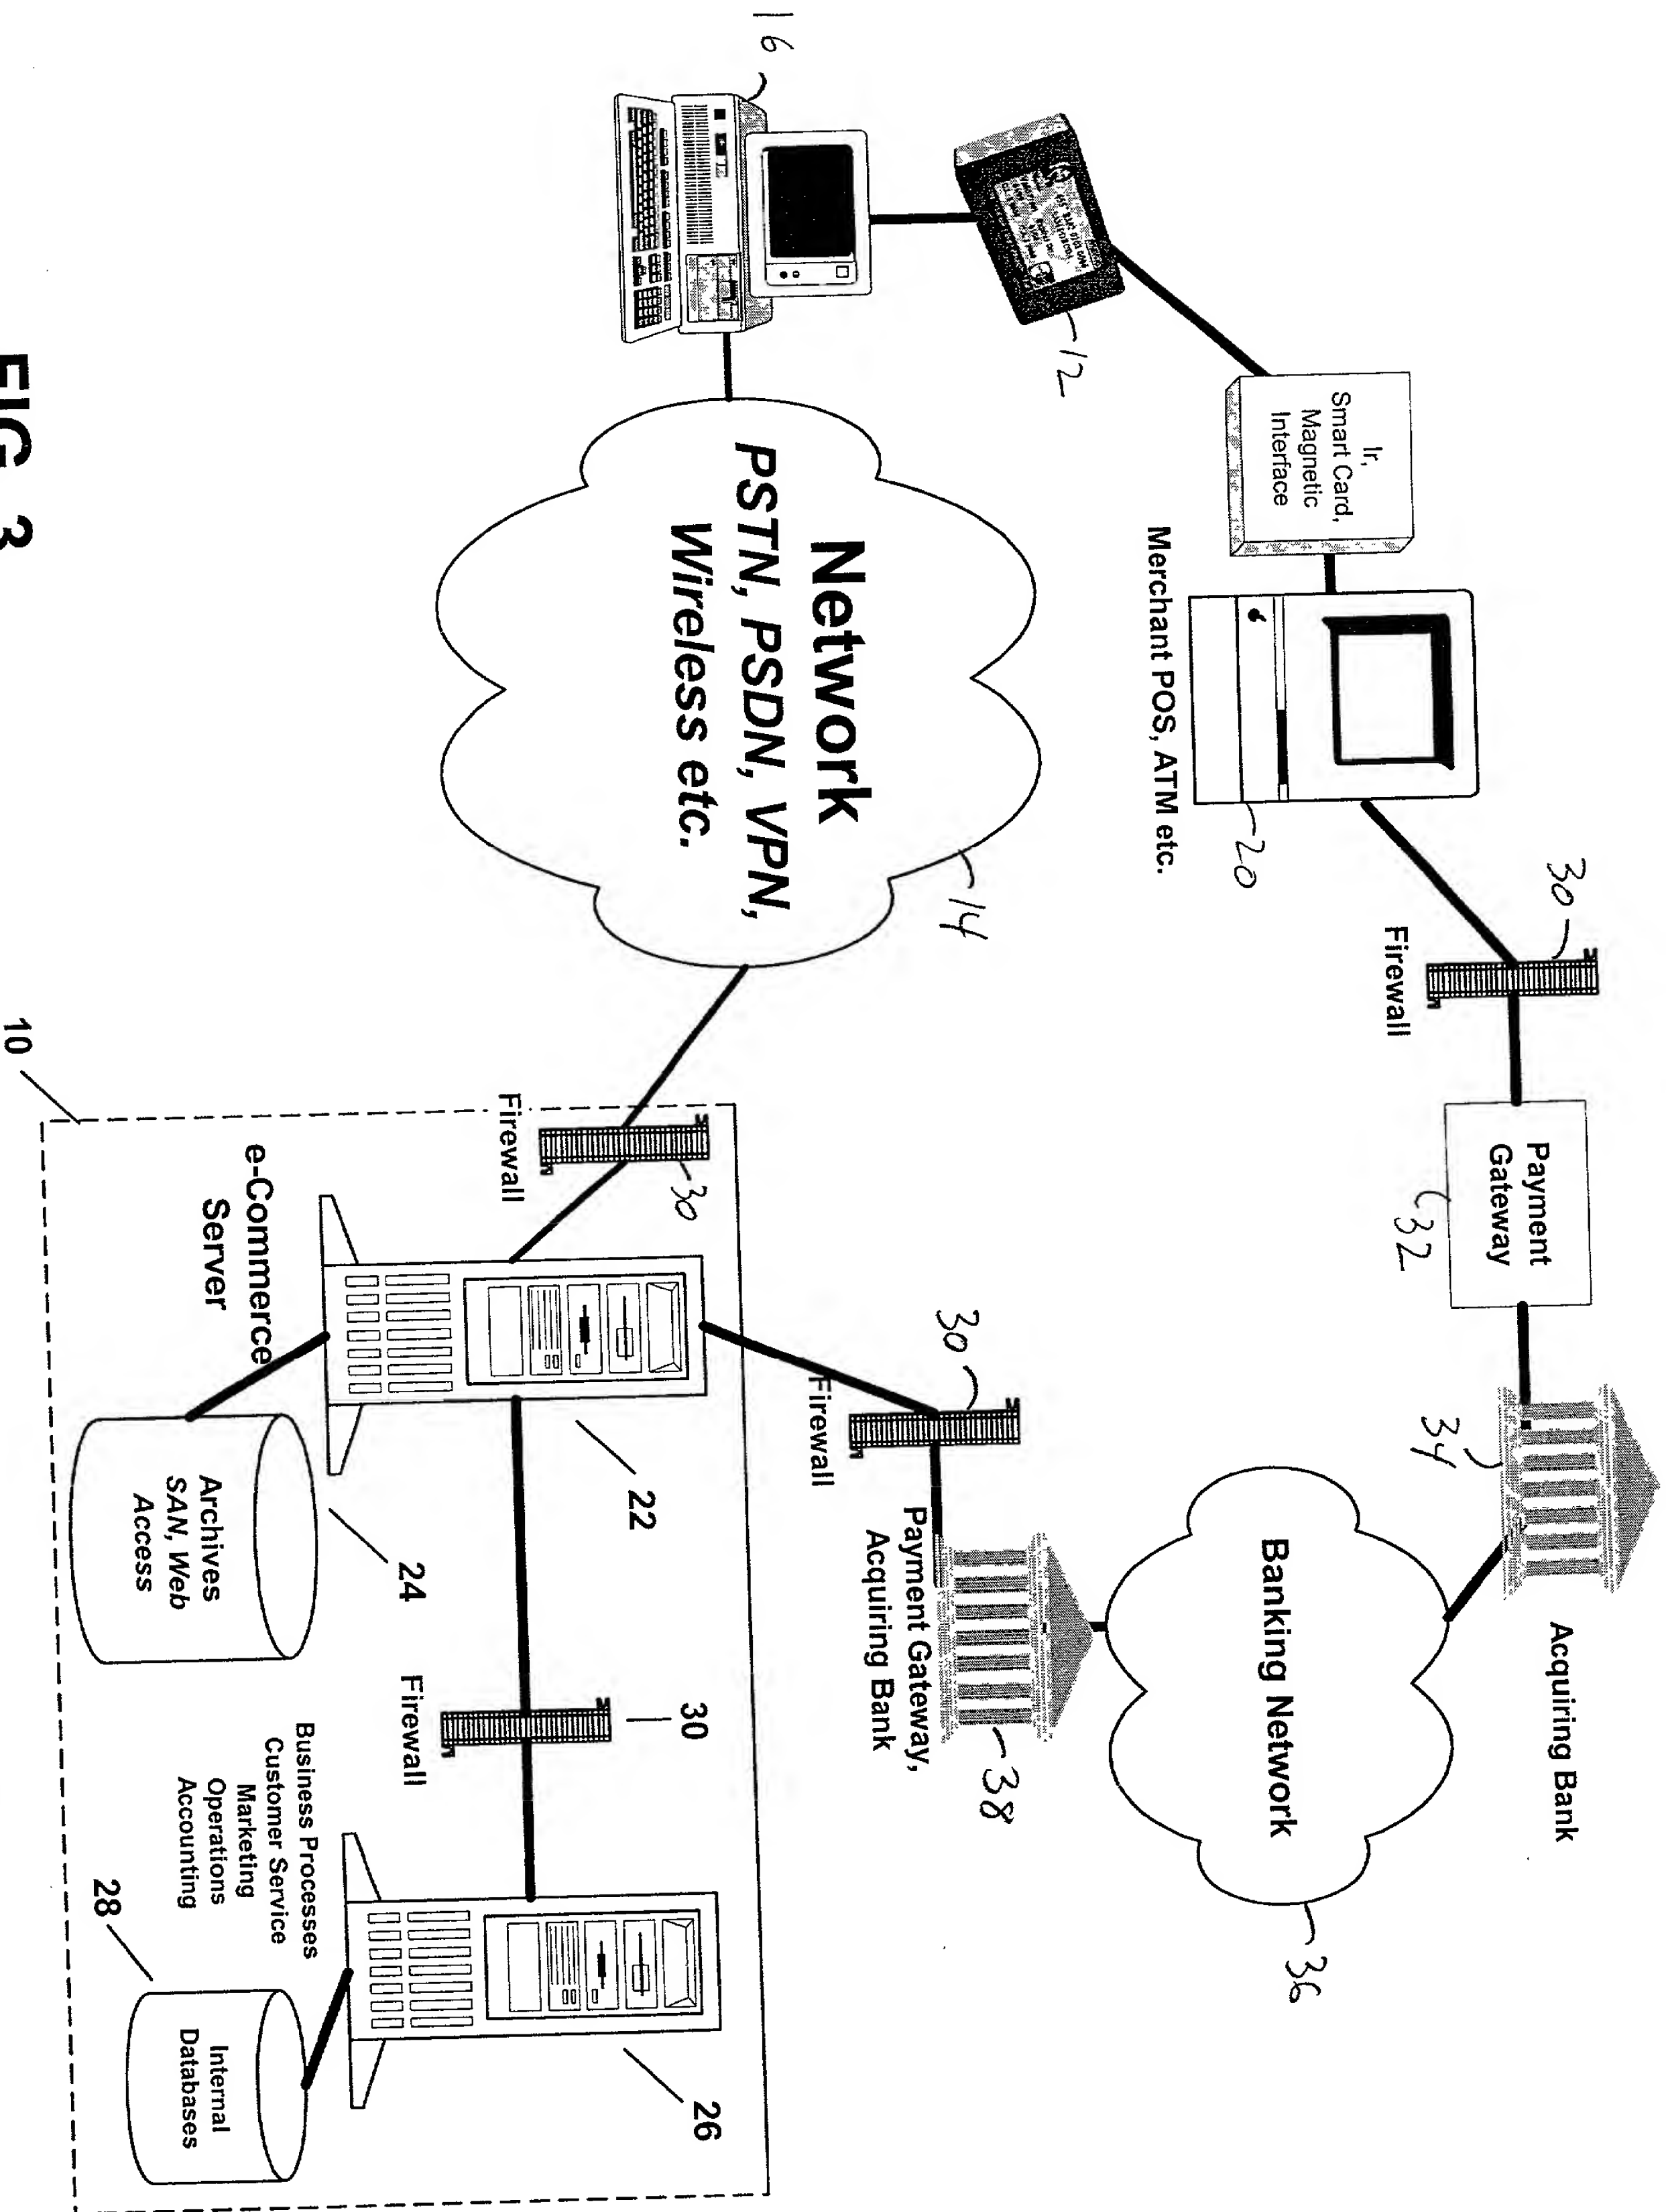 16
12
Ir,
Smart Card,
Magnetic
Interface
Merchant POS, ATM etc.
20
30
Firewall
Payment
Gateway
32
34
Acquiring Bank
Network
PSTN, PSDN, VPN,
Wireless etc.
14
Banking Network
36
30
Firewall
Payment Gateway,
Acquiring Bank
38
10
Firewall
30
e-Commerce
Server
22
Archives
SAN, Web
Access
24
30
Firewall
Business Processes
Customer Service
Marketing
Operations
Accounting
26
28
Internal
Databases
FIG. 3